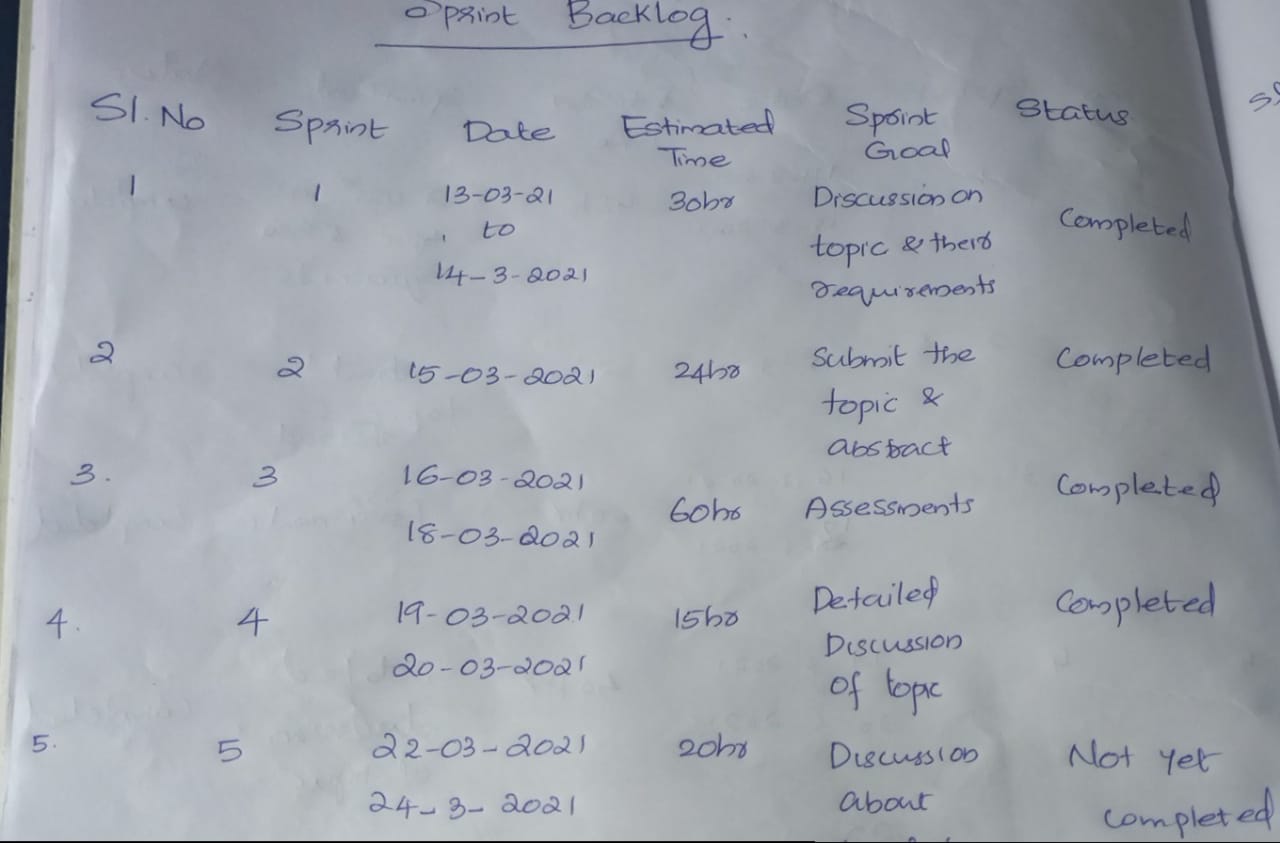 Sprint Backlog.
Sl. No Sprint Date Estimated Time Sprint Goal Status
1 1 13-03-21 30hr Discussion on Completed
to topic & their
14-3-2021 requirements
2 2 15-03-2021 24hr Submit the Completed
topic &
abstract
3. 3 16-03-2021 60hr Assessments Completed
18-03-2021
4. 4 19-03-2021 15hr Detailed Completed
20-03-2021 Discussion
of topic
5. 5 22-03-2021 20hr Discussion Not yet
24-3-2021 about completed